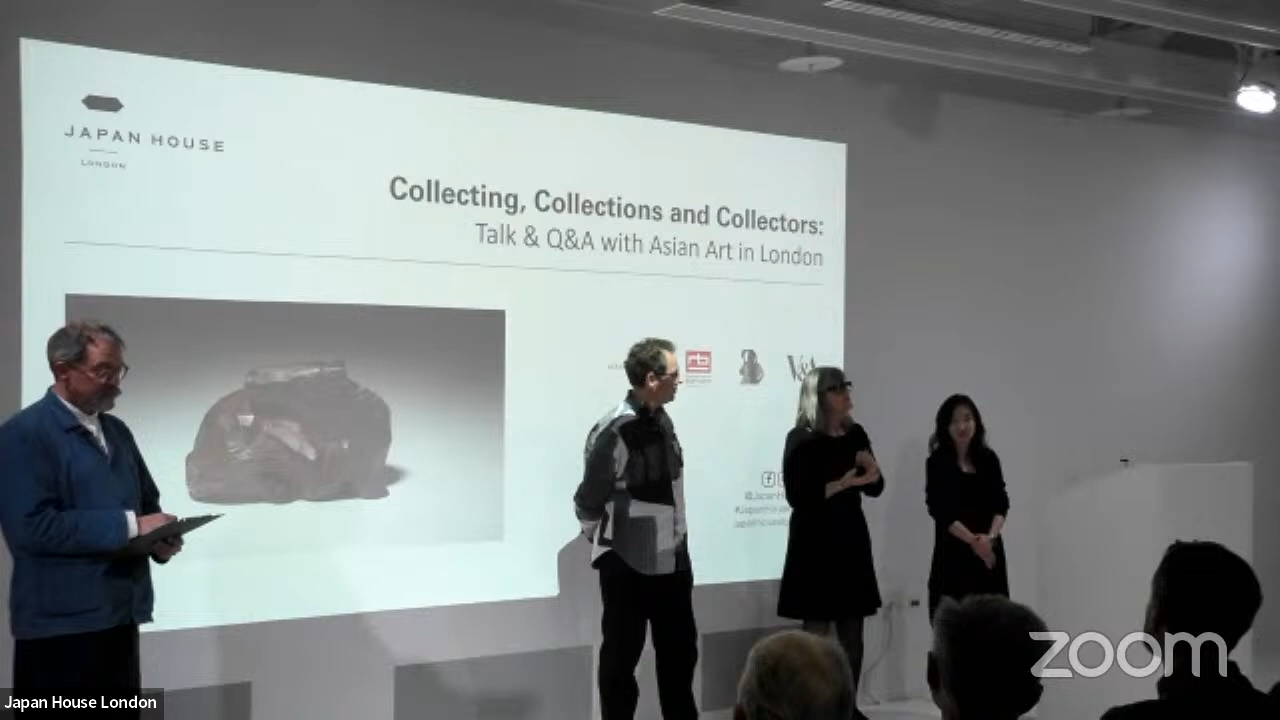 JAPAN HOUSE
LONDON
Collecting, Collections and Collectors:
Talk & Q&A with Asian Art in London
V&A
zoom
Japan House London